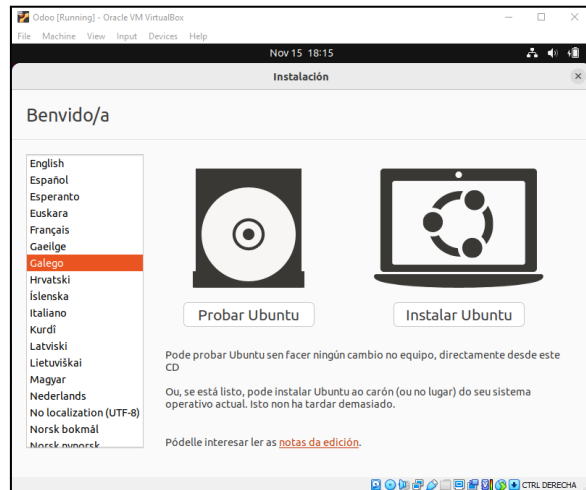 Odoo [Running] - Oracle VM VirtualBox
File Machine View Input Devices Help
Nov 15 18:15
Instalación
Benvido/a
English
Español
Esperanto
Euskara
Français
Gaeilge
Galego
Hrvatski
Íslenska
Italiano
Kurdî
Latviski
Lietuviškai
Magyar
Nederlands
No localization (UTF-8)
Norsk bokmål
Norsk nynorsk
Probar Ubuntu
Instalar Ubuntu
Pode probar Ubuntu sen facer ningún cambio no equipo, directamente desde este
CD
Ou, se está listo, pode instalar Ubuntu ao carón (ou no lugar) do seu sistema
operativo actual. Isto non ha tardar demasiado.
Pódelle interesar ler as notas da edición.
CTRL DERECHA